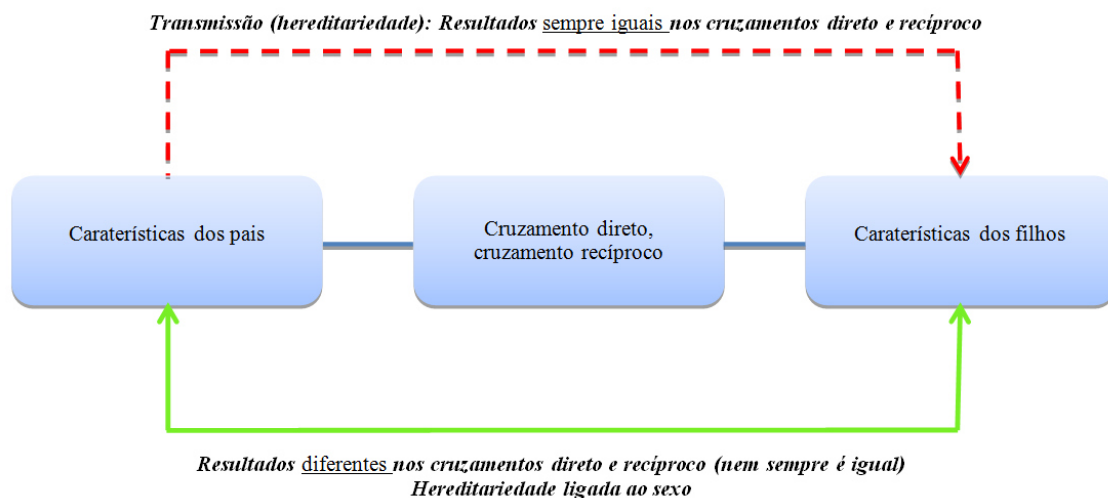 Transmissão (hereditariedade): Resultados sempre iguais nos cruzamentos direto e recíproco
Caraterísticas dos pais
Cruzamento direto,
cruzamento recíproco
Caraterísticas dos filhos
Resultados diferentes nos cruzamentos direto e recíproco (nem sempre é igual)
Hereditariedade ligada ao sexo